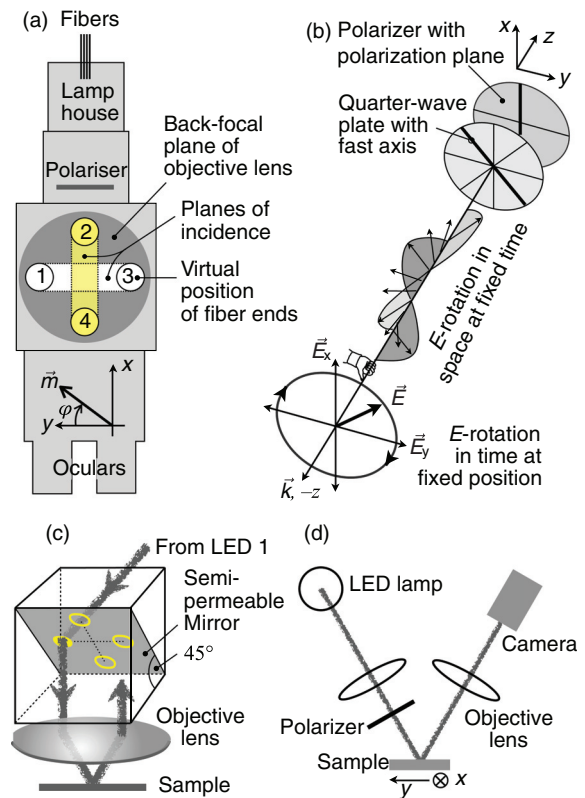 (a)
Fibers
Lamp
house
Polariser
Back-focal
plane of
objective lens
Planes of
incidence
Virtual
position
of fiber ends
1
2
3
4
x
m⃗
φ
y
Oculars
(b)
Polarizer with
polarization plane
x
z
y
Quarter-wave
plate with
fast axis
E-rotation in
space at fixed time
E⃗x
E⃗
E⃗y
k⃗, –z
E-rotation
in time at
fixed position
(c)
From LED 1
Semi-
permeable
Mirror
45°
Objective
lens
Sample
(d)
LED lamp
Camera
Polarizer
Objective
lens
Sample
y
x